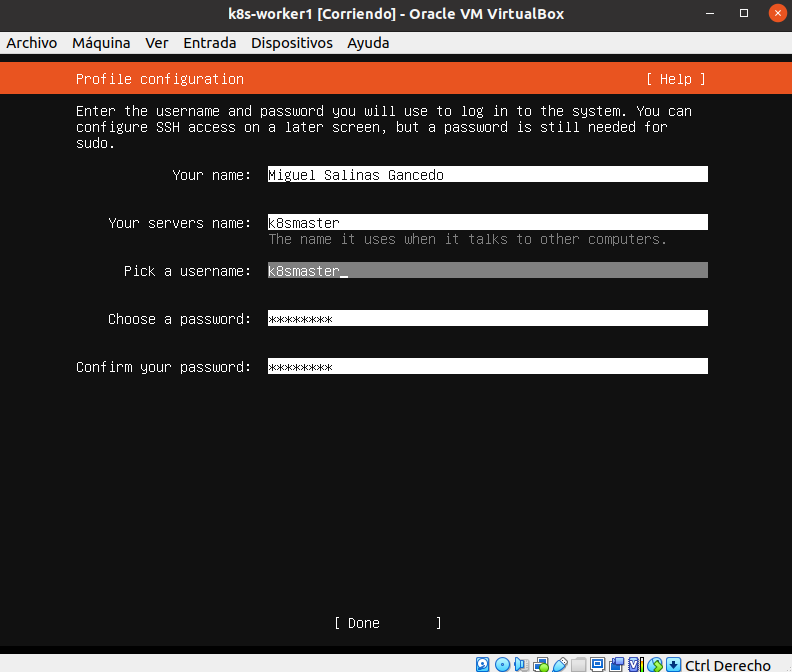 k8s-worker1 [Corriendo] - Oracle VM VirtualBox
Archivo Máquina Ver Entrada Dispositivos Ayuda
Profile configuration [ Help ]
Enter the username and password you will use to log in to the system. You can
configure SSH access on a later screen, but a password is still needed for
sudo.
Your name: Miguel Salinas Gancedo
Your servers name: k8smaster
The name it uses when it talks to other computers.
Pick a username: k8smaster_
Choose a password: ********
Confirm your password: ********
[ Done ]
Ctrl Derecho